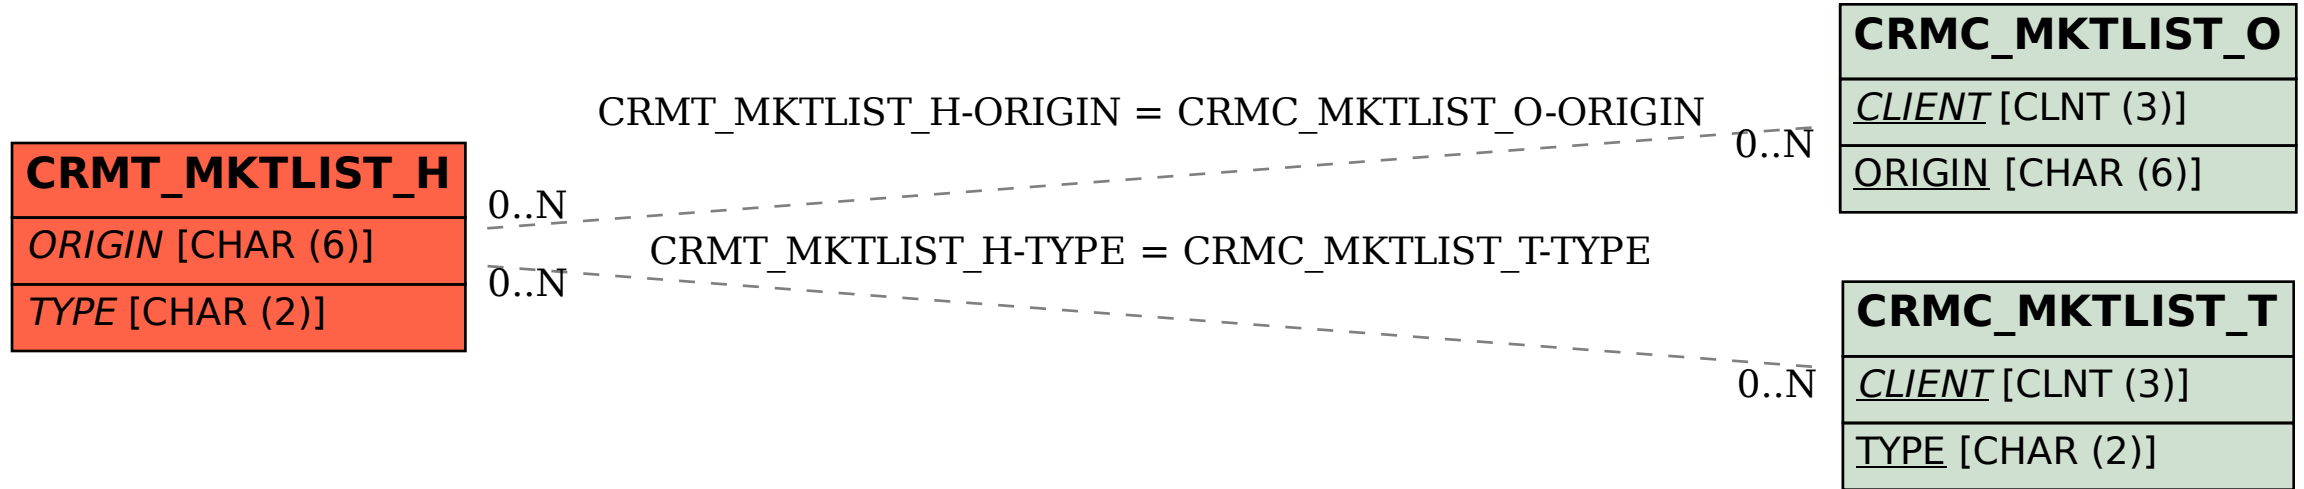 CRMT_MKTLIST_H
ORIGIN [CHAR (6)]
TYPE [CHAR (2)]
CRMT_MKTLIST_H-ORIGIN = CRMC_MKTLIST_O-ORIGIN
0..N
0..N
CRMT_MKTLIST_H-TYPE = CRMC_MKTLIST_T-TYPE
0..N
0..N
CRMC_MKTLIST_O
CLIENT [CLNT (3)]
ORIGIN [CHAR (6)]
CRMC_MKTLIST_T
CLIENT [CLNT (3)]
TYPE [CHAR (2)]